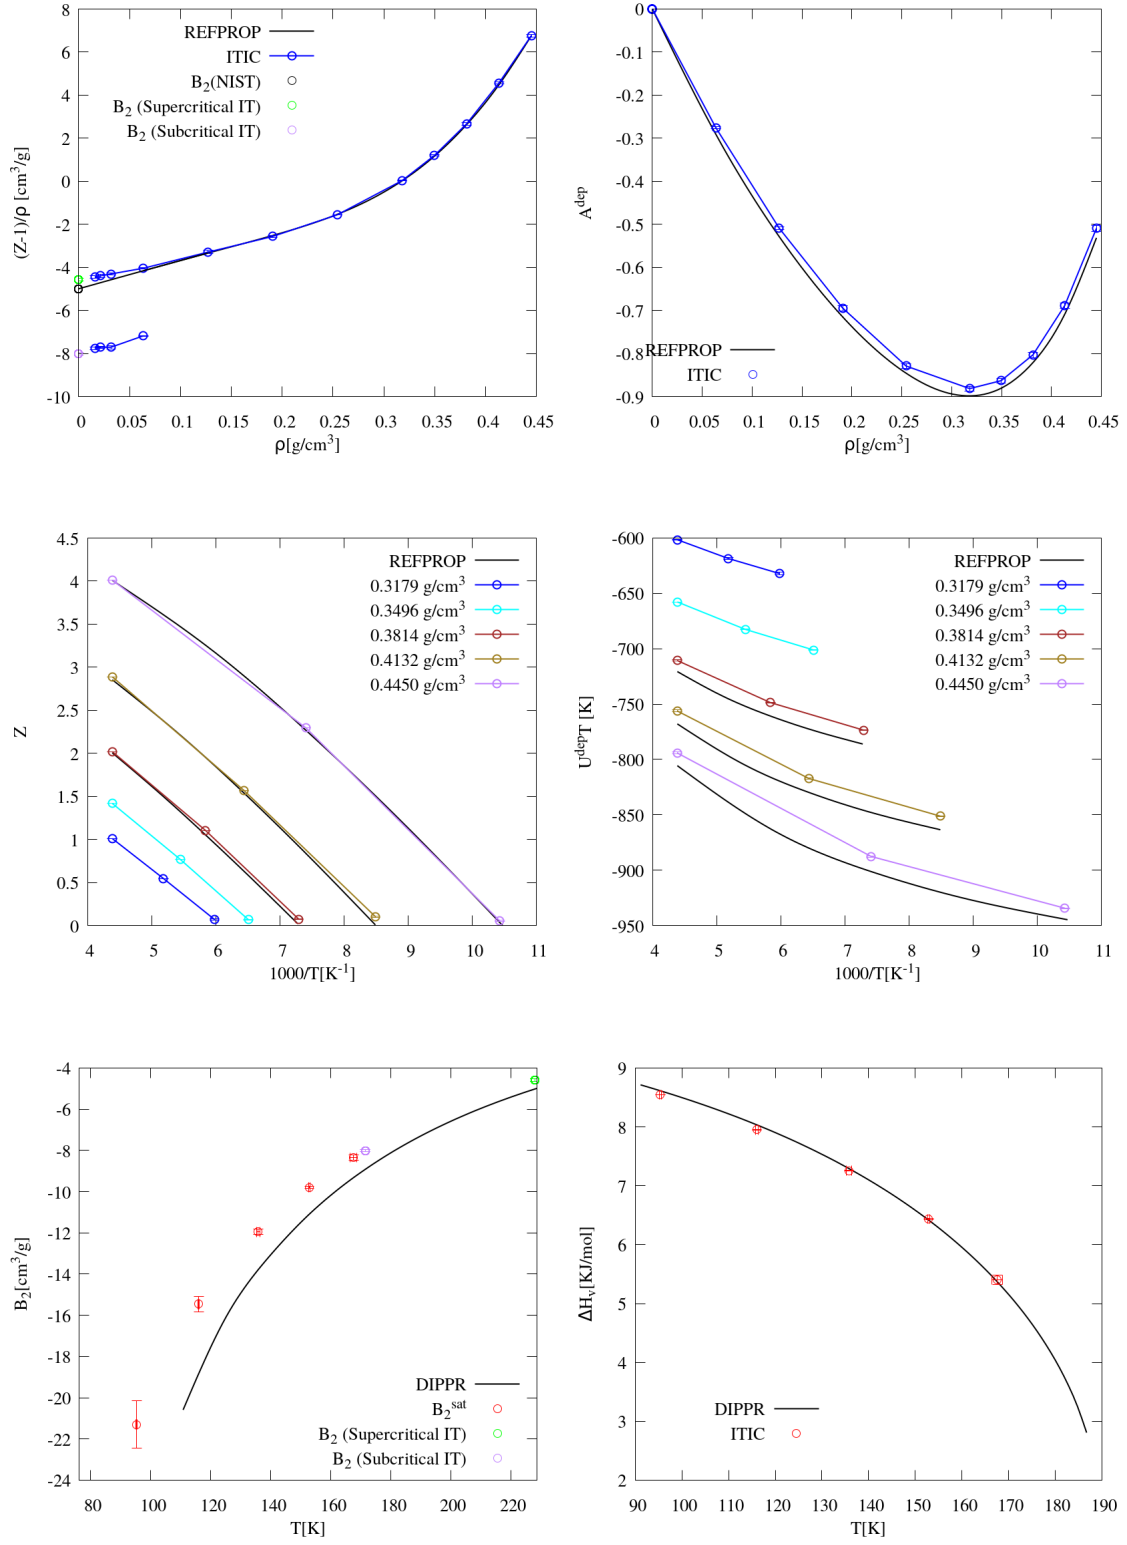 8
6
4
2
0
-2
-4
-6
-8
-10
(Z-1)/ρ [cm³/g]
REFPROP
ITIC
B₂(NIST)
B₂ (Supercritical IT)
B₂ (Subcritical IT)
0 0.05 0.1 0.15 0.2 0.25 0.3 0.35 0.4 0.45
ρ[g/cm³]
0
-0.1
-0.2
-0.3
-0.4
-0.5
-0.6
-0.7
-0.8
-0.9
A^dep
REFPROP
ITIC
0 0.05 0.1 0.15 0.2 0.25 0.3 0.35 0.4 0.45
ρ[g/cm³]
4.5
4
3.5
3
2.5
2
1.5
1
0.5
0
Z
REFPROP
0.3179 g/cm³
0.3496 g/cm³
0.3814 g/cm³
0.4132 g/cm³
0.4450 g/cm³
4 5 6 7 8 9 10 11
1000/T[K⁻¹]
-600
-650
-700
-750
-800
-850
-900
-950
U^depT [K]
REFPROP
0.3179 g/cm³
0.3496 g/cm³
0.3814 g/cm³
0.4132 g/cm³
0.4450 g/cm³
4 5 6 7 8 9 10 11
1000/T[K⁻¹]
-4
-6
-8
-10
-12
-14
-16
-18
-20
-22
-24
B₂[cm³/g]
DIPPR
B₂^sat
B₂ (Supercritical IT)
B₂ (Subcritical IT)
80 100 120 140 160 180 200 220
T[K]
9
8
7
6
5
4
3
2
ΔHᵥ[KJ/mol]
DIPPR
ITIC
90 100 110 120 130 140 150 160 170 180 190
T[K]